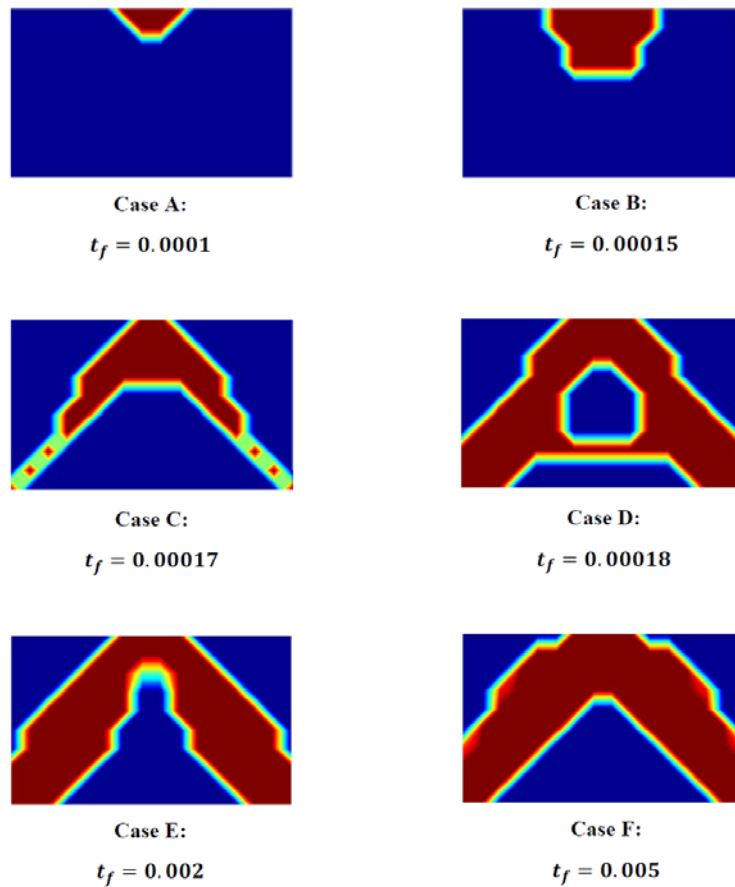 Case A:
Case B:
t_f = 0.0001
t_f = 0.00015
Case C:
Case D:
t_f = 0.00017
t_f = 0.00018
Case E:
Case F:
t_f = 0.002
t_f = 0.005